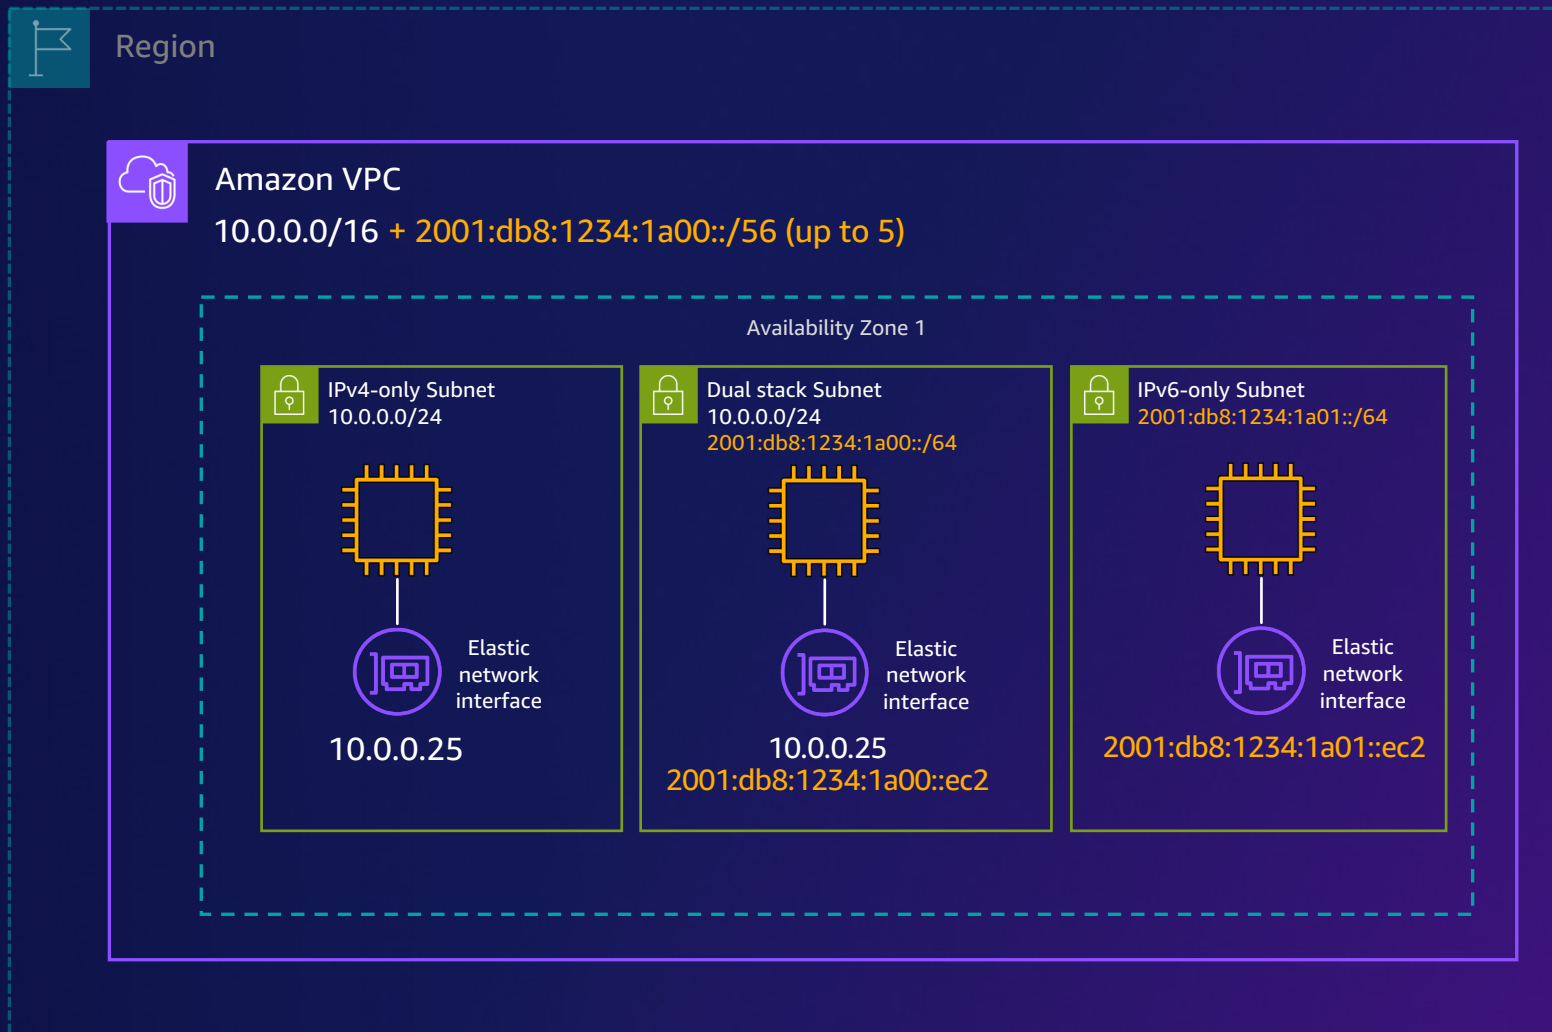 Region
Amazon VPC
10.0.0.0/16 + 2001:db8:1234:1a00::/56 (up to 5)
Availability Zone 1
IPv4-only Subnet
10.0.0.0/24
Elastic
network
interface
10.0.0.25
Dual stack Subnet
10.0.0.0/24
2001:db8:1234:1a00::/64
Elastic
network
interface
10.0.0.25
2001:db8:1234:1a00::ec2
IPv6-only Subnet
2001:db8:1234:1a01::/64
Elastic
network
interface
2001:db8:1234:1a01::ec2